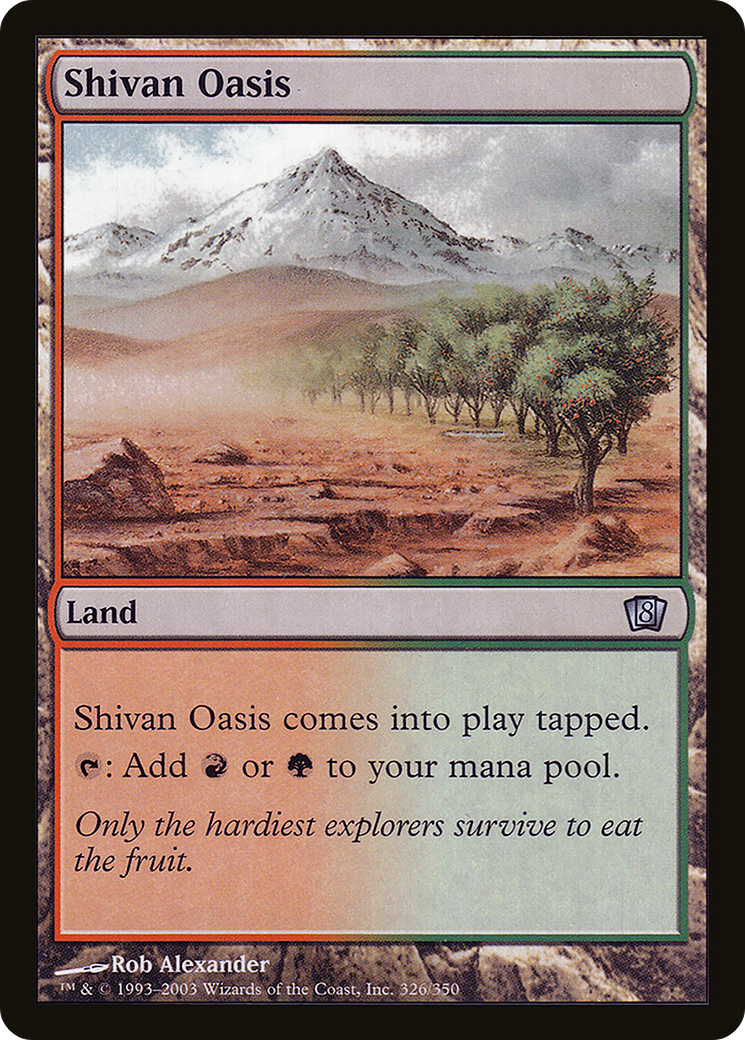 Shivan Oasis
Land
8
Shivan Oasis comes into play tapped.
: Add or to your mana pool.
Only the hardiest explorers survive to eat
the fruit.
Rob Alexander
™ & © 1993–2003 Wizards of the Coast, Inc. 326/350